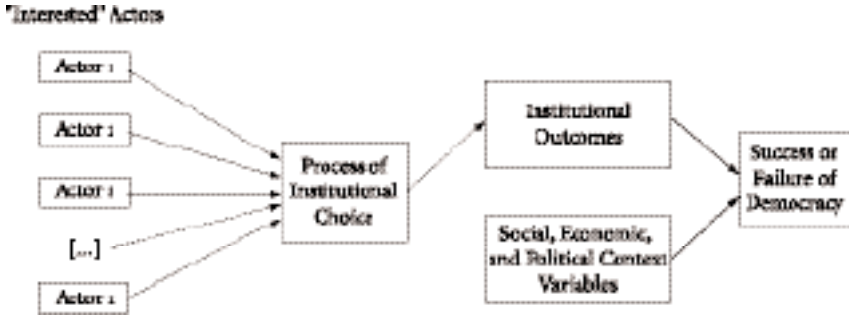 "Interested" Actors
Actor 1
Actor
Actor
[...]
Actor
Process of
Institutional
Choice
Institutional
Outcomes
Social, Economic,
and Political Context
Variables
Success or
Failure of
Democracy